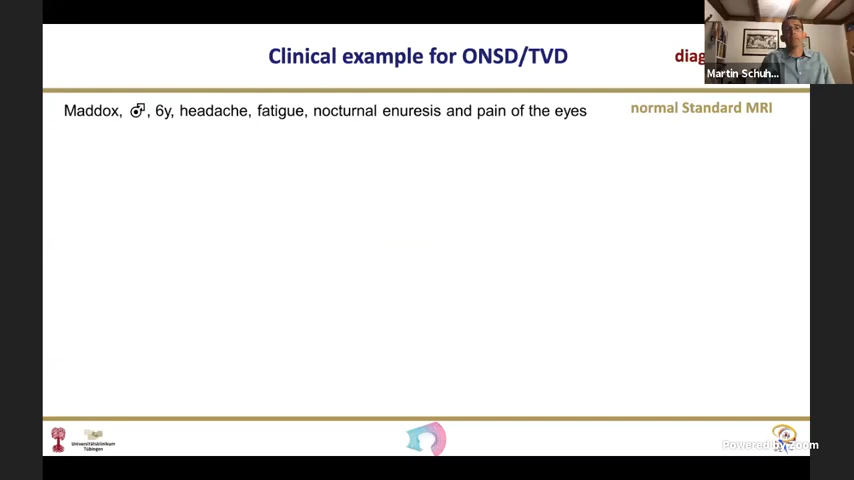 Clinical example for ONSD/TVD
diag
Martin Schuh...
Maddox, ♂, 6y, headache, fatigue, nocturnal enuresis and pain of the eyes
normal Standard MRI
Universitätsklinikum
Tübingen
Powered by Zoom